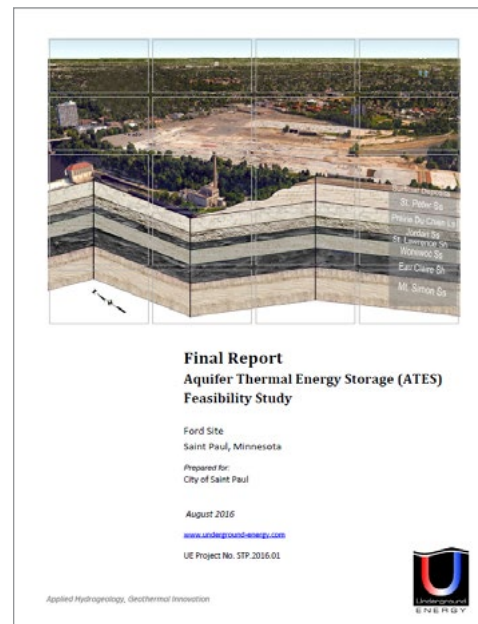 St. Peter Ss
Prairie Du Chien Ls
Jordan Ss
St. Lawrence Sh
Wonewoc Ss
Eau Claire Sh
Mt. Simon Ss
Final Report
Aquifer Thermal Energy Storage (ATES)
Feasibility Study
Ford Site
Saint Paul, Minnesota
Prepared for:
City of Saint Paul
August 2016
www.underground-energy.com
UE Project No. STP.2016.01
Applied Hydrogeology, Geothermal Innovation
Underground
ENERGY